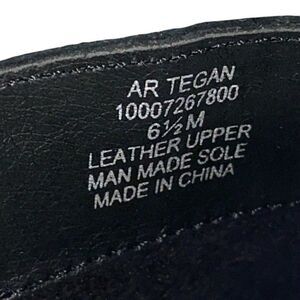 AR TEGAN
10007267800
6½ M
LEATHER UPPER
MAN MADE SOLE
MADE IN CHINA